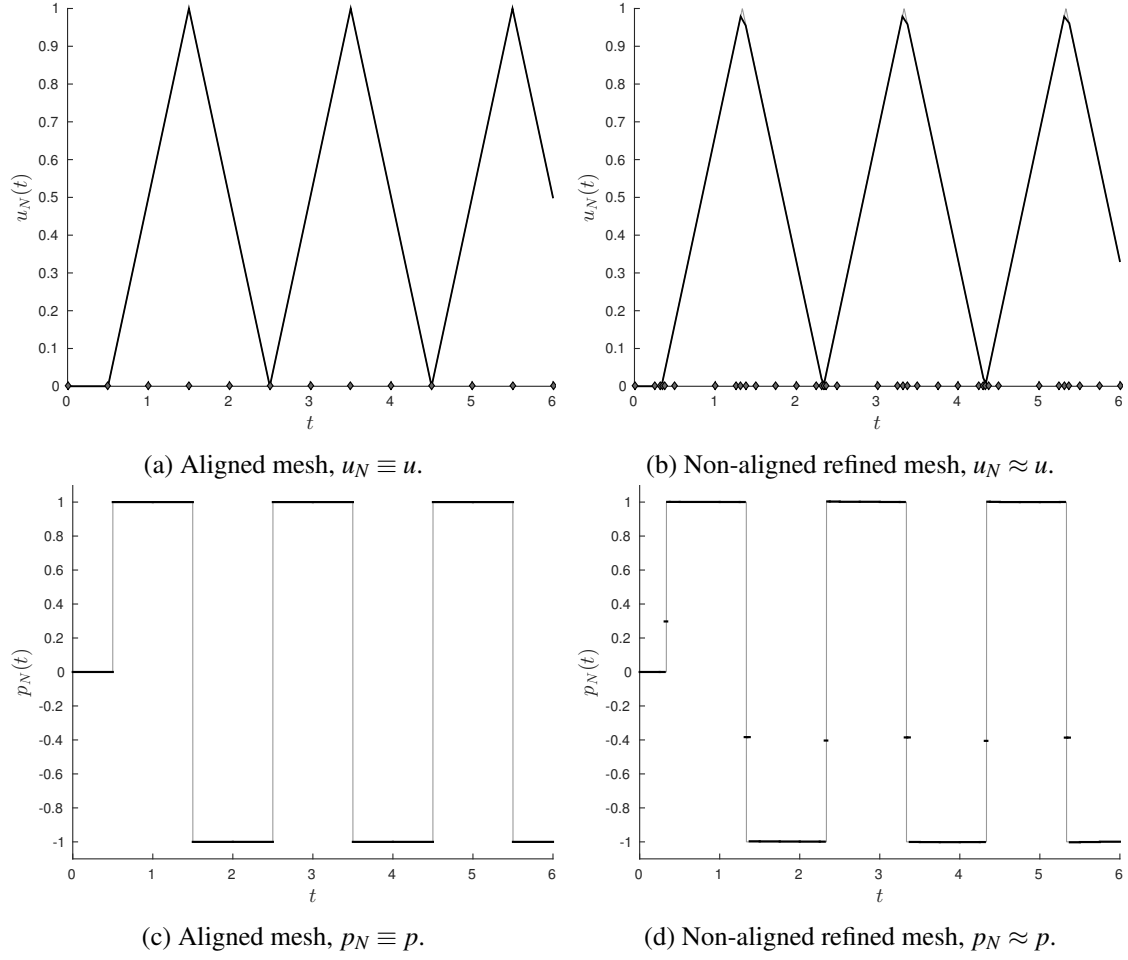 1
0.9
0.8
0.7
0.6
0.5
0.4
0.3
0.2
0.1
0
u_N(t)
0 1 2 3 4 5 6
t
(a) Aligned mesh, u_N ≡ u.
1
0.9
0.8
0.7
0.6
0.5
0.4
0.3
0.2
0.1
0
u_N(t)
0 1 2 3 4 5 6
t
(b) Non-aligned refined mesh, u_N ≈ u.
1
0.8
0.6
0.4
0.2
0
-0.2
-0.4
-0.6
-0.8
-1
p_N(t)
0 1 2 3 4 5 6
t
(c) Aligned mesh, p_N ≡ p.
1
0.8
0.6
0.4
0.2
0
-0.2
-0.4
-0.6
-0.8
-1
p_N(t)
0 1 2 3 4 5 6
t
(d) Non-aligned refined mesh, p_N ≈ p.